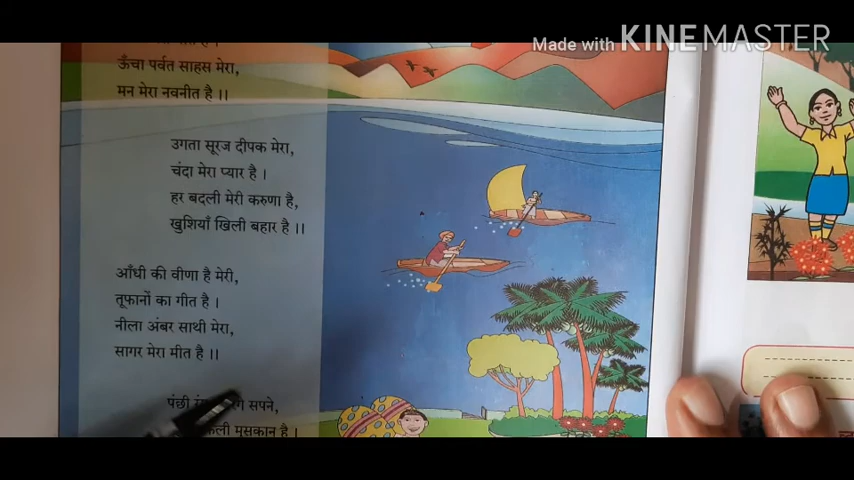 Made with KINEMASTER
ऊँचा पर्वत साहस मेरा,
मन मेरा नवनीत है ।।
उगता सूरज दीपक मेरा,
चंदा मेरा प्यार है ।
हर बदली मेरी करुणा है,
खुशियाँ खिली बहार है ।।
आँधी की वीणा है मेरी,
तूफानों का गीत है ।
नीला अंबर साथी मेरा,
सागर मेरा मीत है ।।
पंछी सपने,
मुसकान है ।